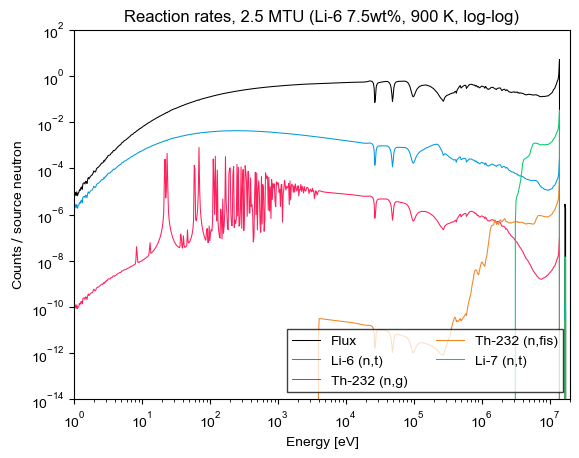 Reaction rates, 2.5 MTU (Li-6 7.5wt%, 900 K, log-log)
Counts / source neutron
10^2
10^0
10^-2
10^-4
10^-6
10^-8
10^-10
10^-12
10^-14
Flux
Li-6 (n,t)
Th-232 (n,g)
Th-232 (n,fis)
Li-7 (n,t)
10^0 10^1 10^2 10^3 10^4 10^5 10^6 10^7
Energy [eV]